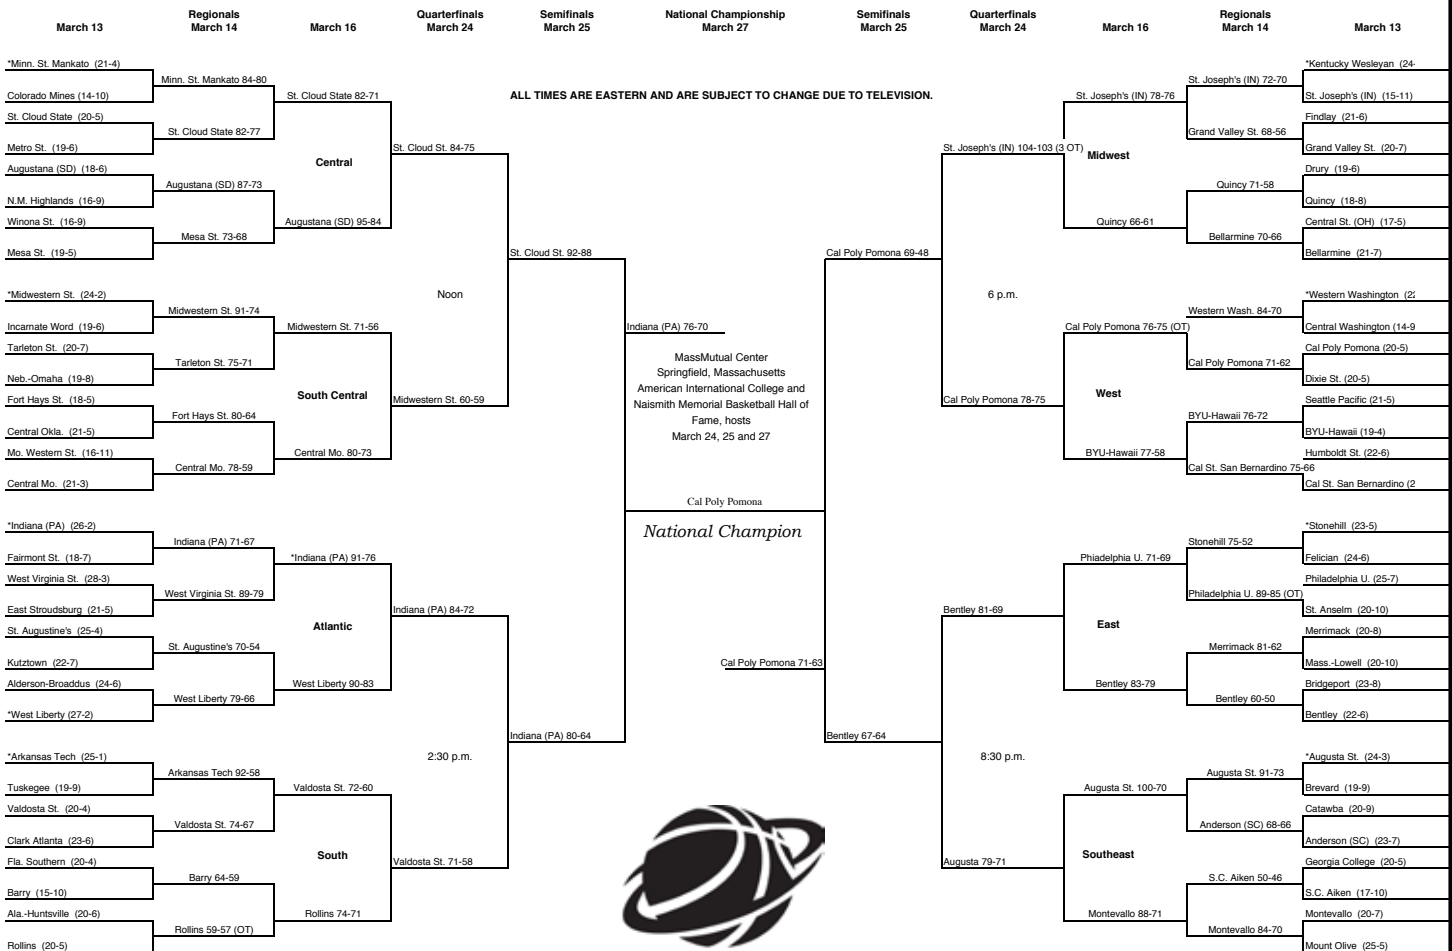 Regionals
Quarterfinals
Semifinals
National Championship
Semifinals
Quarterfinals
Regionals
March 13
March 14
March 16
March 24
March 25
March 27
March 25
March 24
March 16
March 14
March 13
ALL TIMES ARE EASTERN AND ARE SUBJECT TO CHANGE DUE TO TELEVISION.
*Minn. St. Mankato (21-4)
Colorado Mines (14-10)
St. Cloud State (20-5)
Metro St. (19-6)
Augustana (SD) (18-6)
N.M. Highlands (16-9)
Winona St. (16-9)
Mesa St. (19-5)
*Midwestern St. (24-2)
Incarnate Word (19-6)
Tarleton St. (20-7)
Neb.-Omaha (19-8)
Fort Hays St. (18-5)
Central Okla. (21-5)
Mo. Western St. (16-11)
Central Mo. (21-3)
*Indiana (PA) (26-2)
Fairmont St. (18-7)
West Virginia St. (28-3)
East Stroudsburg (21-5)
St. Augustine's (25-4)
Kutztown (22-7)
Alderson-Broaddus (24-6)
*West Liberty (27-2)
*Arkansas Tech (25-1)
Tuskegee (19-9)
Valdosta St. (20-4)
Clark Atlanta (23-6)
Fla. Southern (20-4)
Barry (15-10)
Ala.-Huntsville (20-6)
Rollins (20-5)
Minn. St. Mankato 84-80
St. Cloud State 82-77
Augustana (SD) 87-73
Mesa St. 73-68
Midwestern St. 91-74
Tarleton St. 75-71
Fort Hays St. 80-64
Central Mo. 78-59
Indiana (PA) 71-67
West Virginia St. 89-79
St. Augustine's 70-54
West Liberty 79-66
Arkansas Tech 92-58
Valdosta St. 74-67
Barry 64-59
Rollins 59-57 (OT)
St. Cloud State 82-71
Central
Augustana (SD) 95-84
Midwestern St. 71-56
South Central
Central Mo. 80-73
*Indiana (PA) 91-76
Atlantic
West Liberty 90-83
Valdosta St. 72-60
South
Rollins 74-71
St. Cloud St. 84-75
Noon
Midwestern St. 60-59
Indiana (PA) 84-72
2:30 p.m.
Valdosta St. 71-58
St. Cloud St. 92-88
Indiana (PA) 80-64
Indiana (PA) 76-70
MassMutual Center
Springfield, Massachusetts
American International College and
Naismith Memorial Basketball Hall of
Fame, hosts
March 24, 25 and 27
Cal Poly Pomona
National Champion
Cal Poly Pomona 71-63
Cal Poly Pomona 69-48
Bentley 67-64
St. Joseph's (IN) 104-103 (3 OT)
6 p.m.
Cal Poly Pomona 78-75
Bentley 81-69
8:30 p.m.
Augusta 79-71
St. Joseph's (IN) 78-76
Midwest
Quincy 66-61
Cal Poly Pomona 76-75 (OT)
West
BYU-Hawaii 77-58
Phiadelphia U. 71-69
East
Bentley 83-79
Augusta St. 100-70
Southeast
Montevallo 88-71
St. Joseph's (IN) 72-70
Grand Valley St. 68-56
Quincy 71-58
Bellarmine 70-66
Western Wash. 84-70
Cal Poly Pomona 71-62
BYU-Hawaii 76-72
Cal St. San Bernardino 75-66
Stonehill 75-52
Philadelphia U. 89-85 (OT)
Merrimack 81-62
Bentley 60-50
Augusta St. 91-73
Anderson (SC) 68-66
S.C. Aiken 50-46
Montevallo 84-70
*Kentucky Wesleyan (24-
St. Joseph's (IN) (15-11)
Findlay (21-6)
Grand Valley St. (20-7)
Drury (19-6)
Quincy (18-8)
Central St. (OH) (17-5)
Bellarmine (21-7)
*Western Washington (22
Central Washington (14-9
Cal Poly Pomona (20-5)
Dixie St. (20-5)
Seattle Pacific (21-5)
BYU-Hawaii (19-4)
Humboldt St. (22-6)
Cal St. San Bernardino (2
*Stonehill (23-5)
Felician (24-6)
Philadelphia U. (25-7)
St. Anselm (20-10)
Merrimack (20-8)
Mass.-Lowell (20-10)
Bridgeport (23-8)
Bentley (22-6)
*Augusta St. (24-3)
Brevard (19-9)
Catawba (20-9)
Anderson (SC) (23-7)
Georgia College (20-5)
S.C. Aiken (17-10)
Montevallo (20-7)
Mount Olive (25-5)